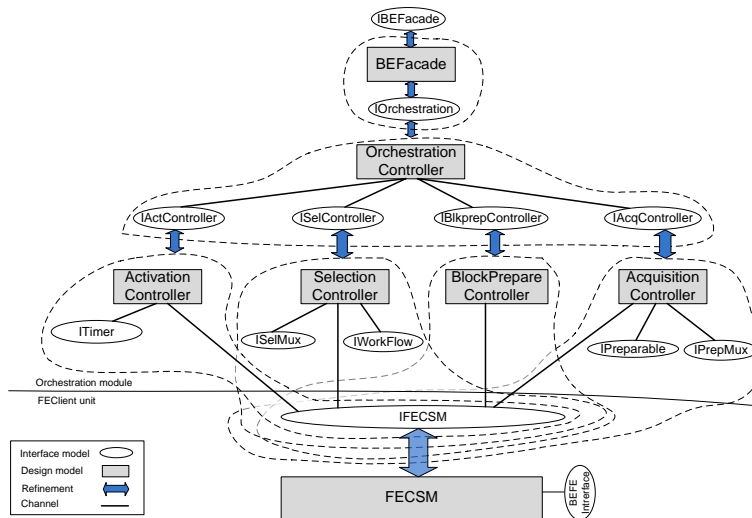 IBEFacade
BEFacade
IOrchestration
Orchestration
Controller
IActController
ISelController
IBlkprepController
IAcqController
Activation
Controller
Selection
Controller
BlockPrepare
Controller
Acquisition
Controller
ITimer
ISelMux
IWorkFlow
IPreparable
IPrepMux
Orchestration module
FEClient unit
IFECSM
Interface model
Design model
Refinement
Channel
FECSM
BEFE
Intrerface